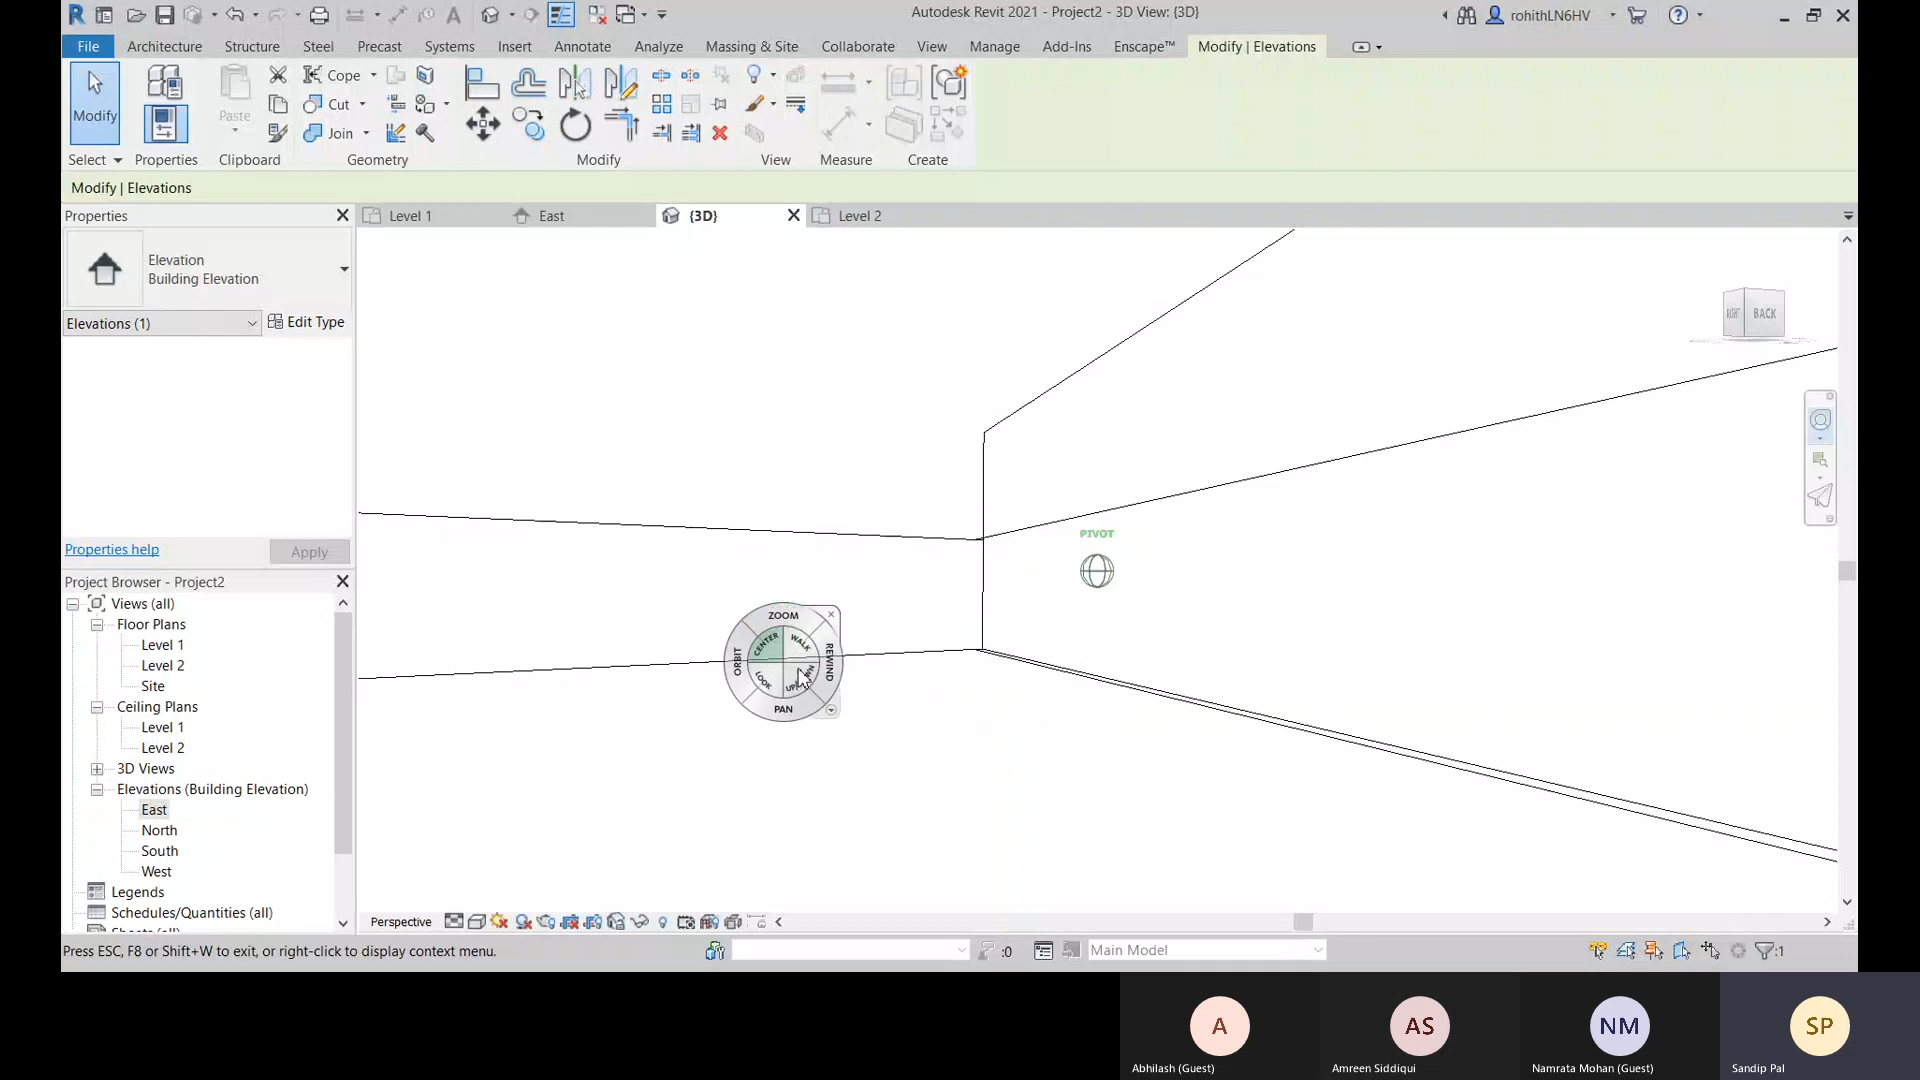 Autodesk Revit 2021 - Project2 - 3D View: {3D}
rohithLN6HV
File Architecture Structure Steel Precast Systems Insert Annotate Analyze Massing & Site Collaborate View Manage Add-Ins Enscape™ Modify | Elevations
Modify
Paste
Cope
Cut
Join
Select Properties Clipboard Geometry Modify View Measure Create
Modify | Elevations
Properties
Level 1
East
{3D}
Level 2
Elevation
Building Elevation
Elevations (1)
Edit Type
RIGHT BACK
PIVOT
ZOOM
CENTER
WALK
ORBIT
REWIND
LOOK
PAN
Properties help
Apply
Project Browser - Project2
Views (all)
Floor Plans
Level 1
Level 2
Site
Ceiling Plans
Level 1
Level 2
3D Views
Elevations (Building Elevation)
East
North
South
West
Legends
Schedules/Quantities (all)
Perspective
Press ESC, F8 or Shift+W to exit, or right-click to display context menu.
:0
Main Model
:1
A
AS
NM
SP
Abhilash (Guest)
Amreen Siddiqui
Namrata Mohan (Guest)
Sandip Pal